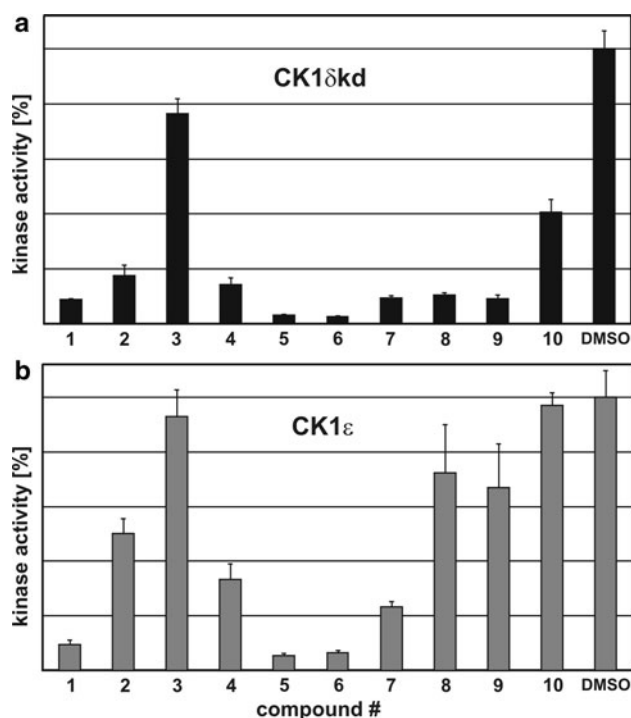 a
CK1δkd
kinase activity [%]
1 2 3 4 5 6 7 8 9 10 DMSO
b
CK1ε
kinase activity [%]
1 2 3 4 5 6 7 8 9 10 DMSO
compound #